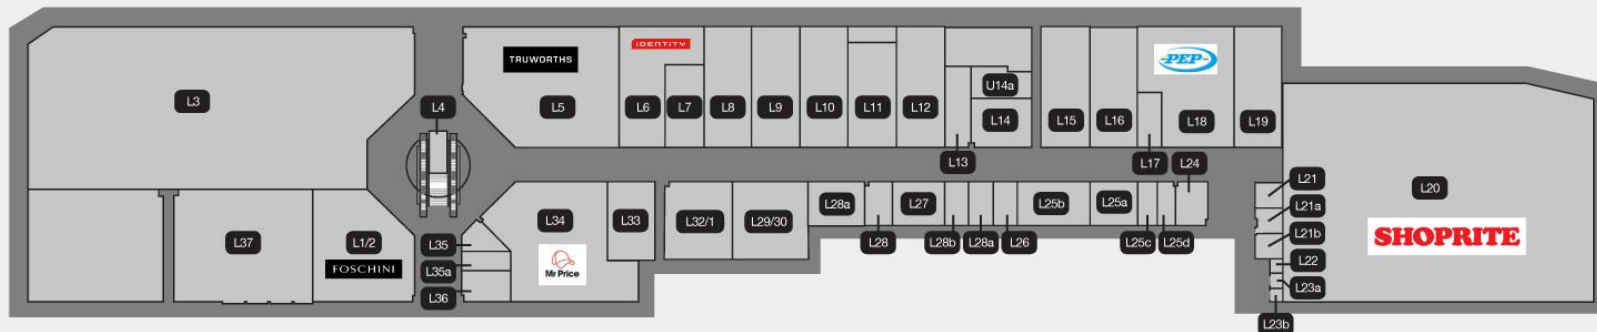 iDENTITY
TRUWORTHS
PEP
L3
L4
L5
L6
L7
L8
L9
L10
L11
L12
U14a
L14
L15
L16
L18
L19
L13
L17
L24
L21
L20
L21a
L21b
SHOPRITE
L22
L23a
L23b
L37
L1/2
FOSCHINI
L35
L35a
L36
L34
Mr Price
L33
L32/1
L29/30
L28a
L28
L27
L28b
L28a
L26
L25b
L25a
L25c
L25d